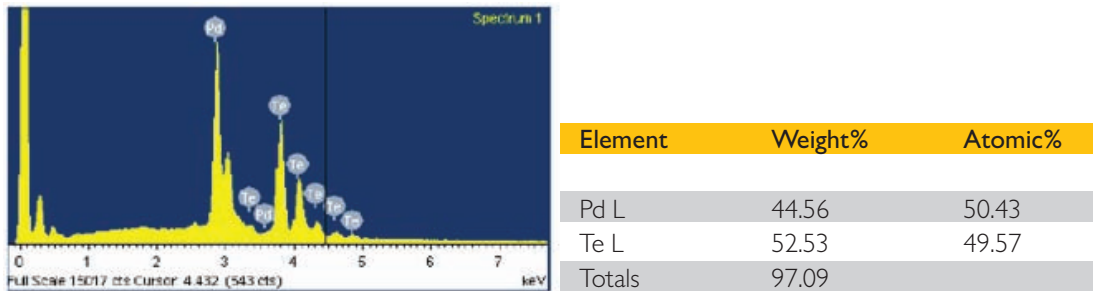 Spectrum 1
Pd
Te
Te
Te Pd Te Te Te
0 1 2 3 4 5 6 7
Full Scale 15017 cts Cursor: 4.432 (543 cts) keV
Element Weight% Atomic%
Pd L 44.56 50.43
Te L 52.53 49.57
Totals 97.09